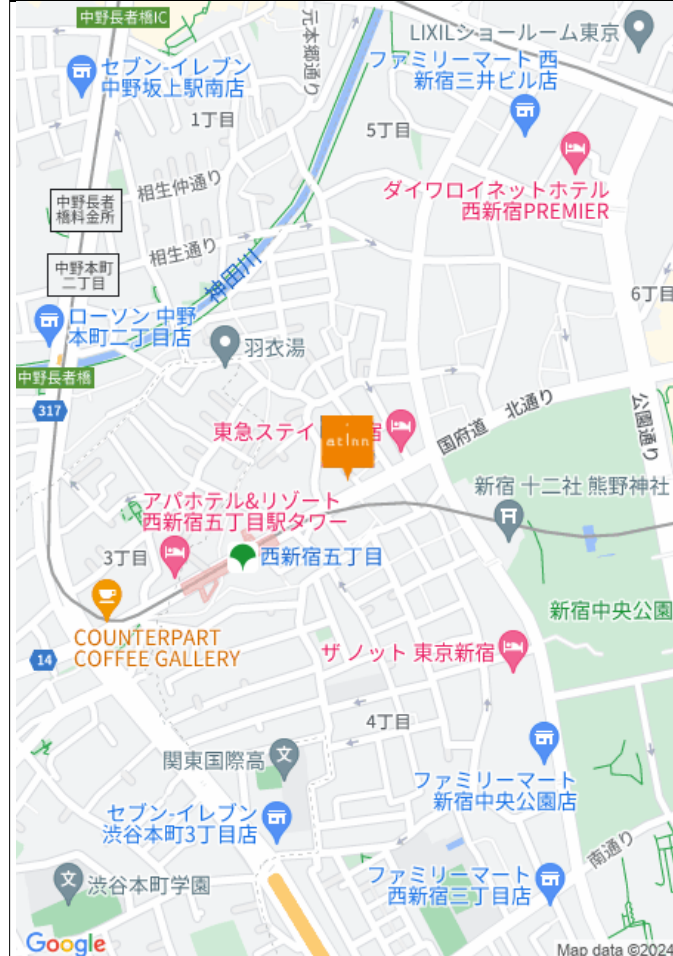 中野長者橋IC
元本郷通り
LIXILショールーム東京
セブン-イレブン
中野坂上駅南店
ファミリーマート 西
新宿三井ビル店
1丁目
5丁目
相生仲通り
ダイワロイネットホテル
西新宿PREMIER
中野長者
橋料金所
相生通り
神田川
中野本町
二丁目
6丁目
ローソン 中野
本町二丁目店
羽衣湯
中野長者橋
317
公園通り
国府道 北通り
東急ステイ
宿
at inn
新宿 十二社 熊野神社
アパホテル&リゾート
西新宿五丁目駅タワー
3丁目
西新宿五丁目
新宿中央公園
COUNTERPART
COFFEE GALLERY
ザ ノット 東京新宿
14
4丁目
関東国際高
文
ファミリーマート
新宿中央公園店
セブン-イレブン
渋谷本町3丁目店
南通り
ファミリーマート
西新宿三丁目店
文
渋谷本町学園
Google
Map data ©2024